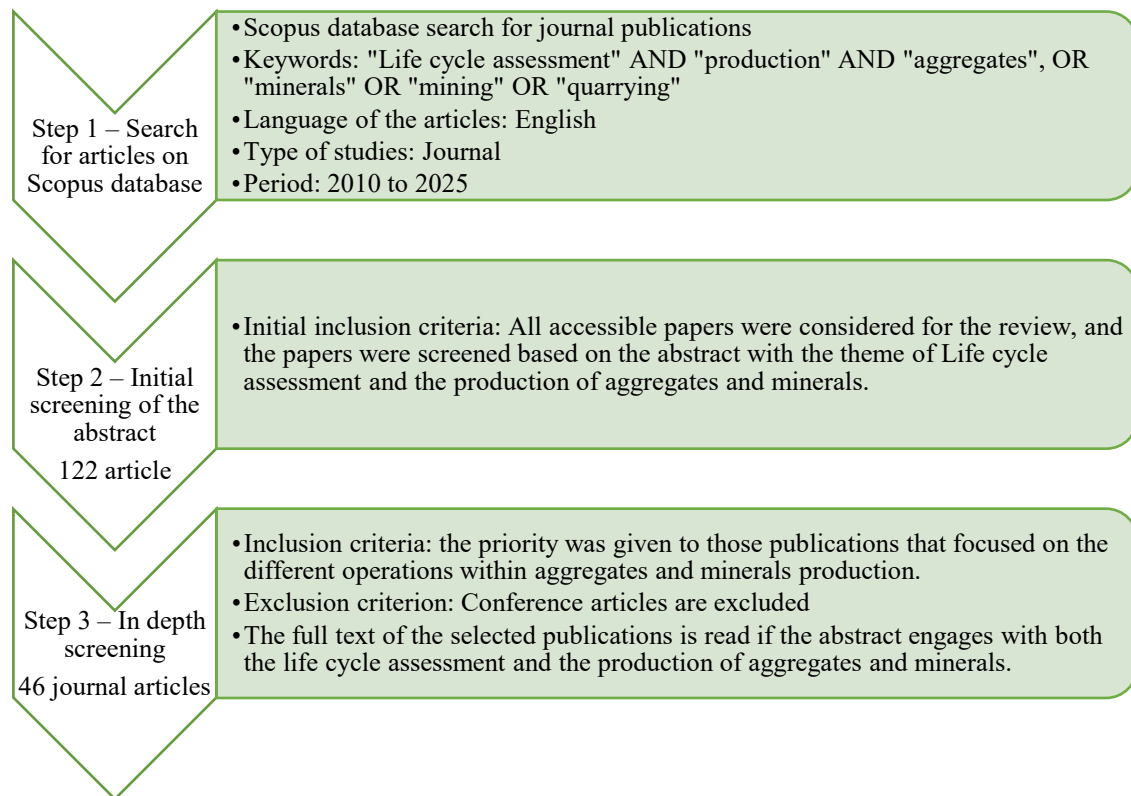 Step 1 – Search
for articles on
Scopus database
•Scopus database search for journal publications
•Keywords: "Life cycle assessment" AND "production" AND "aggregates", OR
"minerals" OR "mining" OR "quarrying"
•Language of the articles: English
•Type of studies: Journal
•Period: 2010 to 2025
Step 2 – Initial
screening of the
abstract
122 article
•Initial inclusion criteria: All accessible papers were considered for the review, and
the papers were screened based on the abstract with the theme of Life cycle
assessment and the production of aggregates and minerals.
Step 3 – In depth
screening
46 journal articles
•Inclusion criteria: the priority was given to those publications that focused on the
different operations within aggregates and minerals production.
•Exclusion criterion: Conference articles are excluded
•The full text of the selected publications is read if the abstract engages with both
the life cycle assessment and the production of aggregates and minerals.